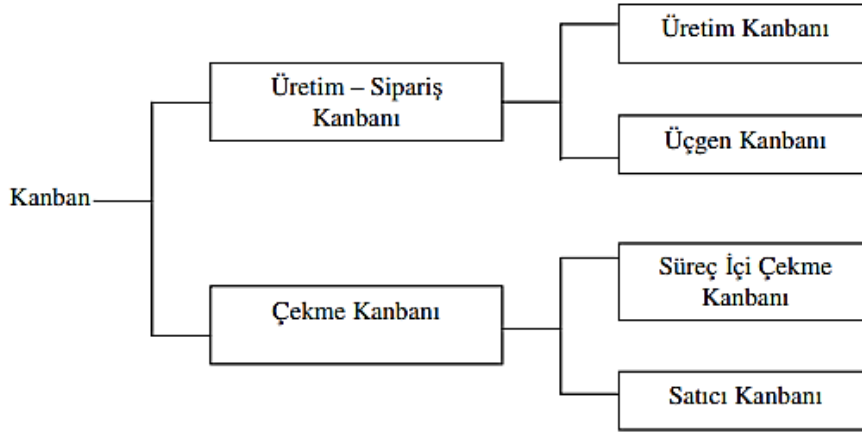 Kanban
Üretim – Sipariş
Kanbanı
Üretim Kanbanı
Üçgen Kanbanı
Çekme Kanbanı
Süreç İçi Çekme
Kanbanı
Satıcı Kanbanı